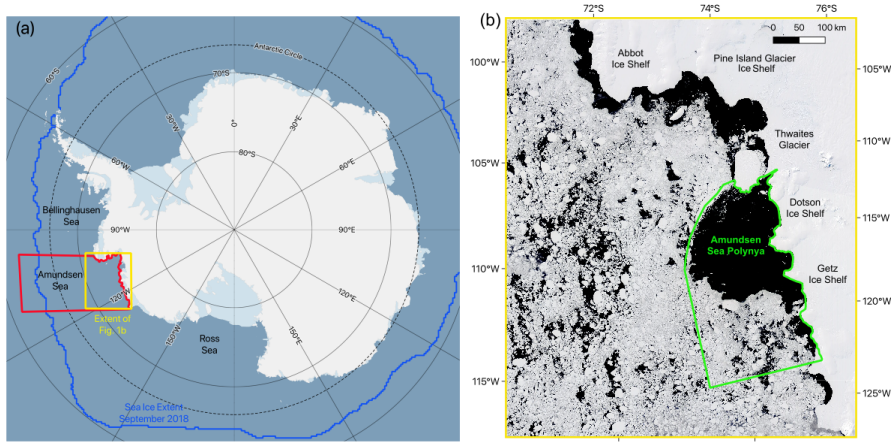 (a)
60°S
Antarctic Circle
70°S
30°W
0°
30°E
80°S
60°W
60°E
Bellinghausen
Sea
90°W
90°E
Amundsen
Sea
120°W
120°E
Extent of
Fig. 1b
150°W
150°E
Ross
Sea
Sea Ice Extent
September 2018
(b)
72°S
74°S
76°S
0
50
100 km
100°W
Abbot
Ice Shelf
Pine Island Glacier
Ice Shelf
105°W
Thwaites
Glacier
105°W
110°W
Dotson
Ice Shelf
Amundsen
Sea Polynya
115°W
Getz
Ice Shelf
110°W
120°W
115°W
125°W
72°S
74°S
76°S